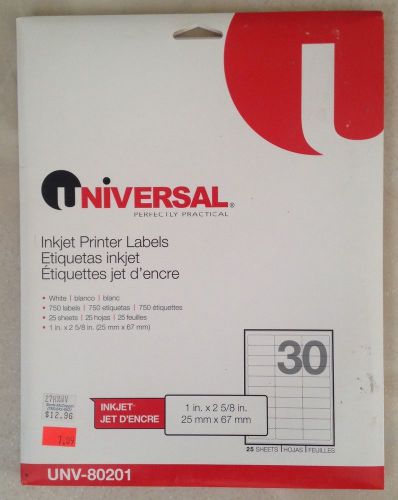 UNIVERSAL®
PERFECTLY PRACTICAL
Inkjet Printer Labels
Etiquetas inkjet
Étiquettes jet d'encre
• White | blanco | blanc
• 750 labels | 750 etiquetas | 750 étiquettes
• 25 sheets | 25 hojas | 25 feuilles
• 1 in. x 2 5/8 in. (25 mm x 67 mm)
30
$12.96
7.09
INKJET
JET D'ENCRE
1 in. x 2 5/8 in.
25 mm x 67 mm
25 SHEETS | HOJAS | FEUILLES
UNV-80201